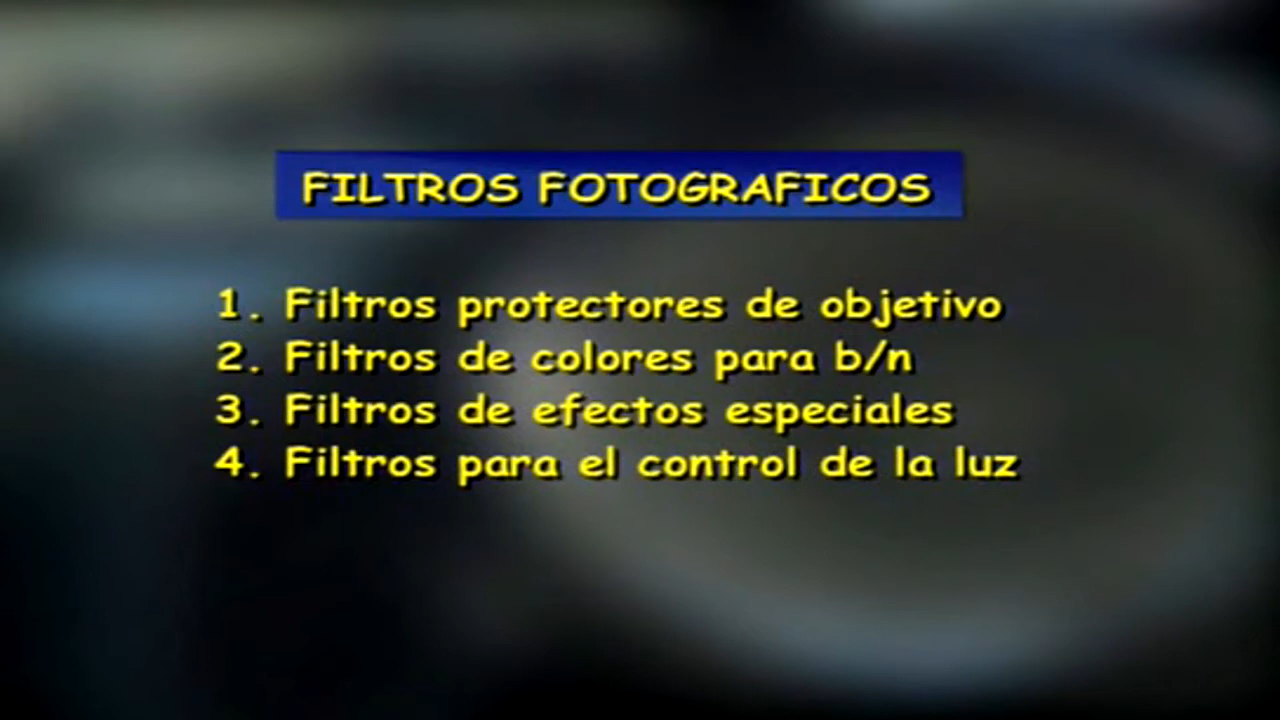 FILTROS FOTOGRAFICOS
1. Filtros protectores de objetivo
2. Filtros de colores para b/n
3. Filtros de efectos especiales
4. Filtros para el control de la luz